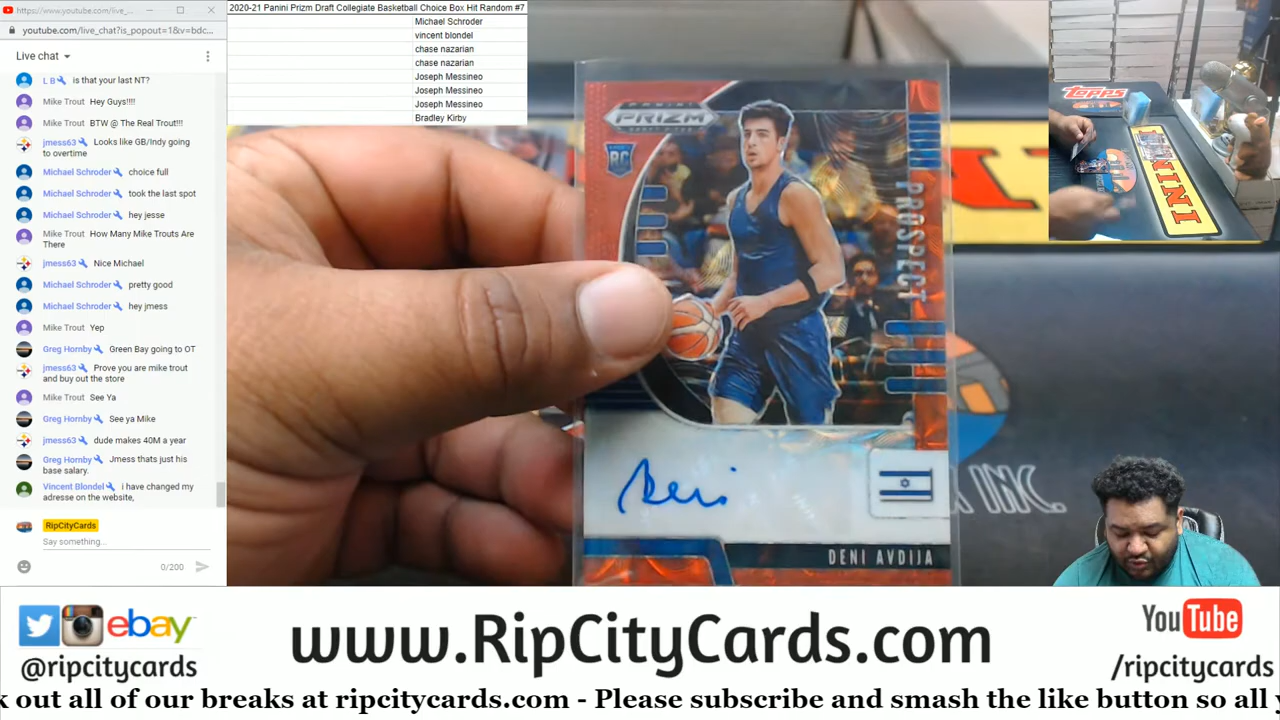 https://www.youtube.com/live_...
youtube.com/live_chat?is_popout=1&v=bdc...
Live chat
L B is that your last NT?
Mike Trout Hey Guys!!!!
Mike Trout BTW @ The Real Trout!!!
jmess63 Looks like GB/Indy going
to overtime
Michael Schroder choice full
Michael Schroder took the last spot
Michael Schroder hey jesse
Mike Trout How Many Mike Trouts Are
There
jmess63 Nice Michael
Michael Schroder pretty good
Michael Schroder hey jmess
Mike Trout Yep
Greg Hornby Green Bay going to OT
jmess63 Prove you are mike trout
and buy out the store
Mike Trout See Ya
Greg Hornby See ya Mike
jmess63 dude makes 40M a year
Greg Hornby Jmess thats just his
base salary.
Vincent Blondel i have changed my
adresse on the website,
RipCityCards
Say something...
0/200
2020-21 Panini Prizm Draft Collegiate Basketball Choice Box Hit Random #7
Michael Schroder
vincent blondel
chase nazarian
chase nazarian
Joseph Messineo
Joseph Messineo
Joseph Messineo
Bradley Kirby
PANINI
PRIZM
DRAFT PICKS
RC
PROSPECT
Deni
DENI AVDIJA
INC.
Topps
PANINI
ebay
@ripcitycards
www.RipCityCards.com
YouTube
/ripcitycards
k out all of our breaks at ripcitycards.com - Please subscribe and smash the like button so all